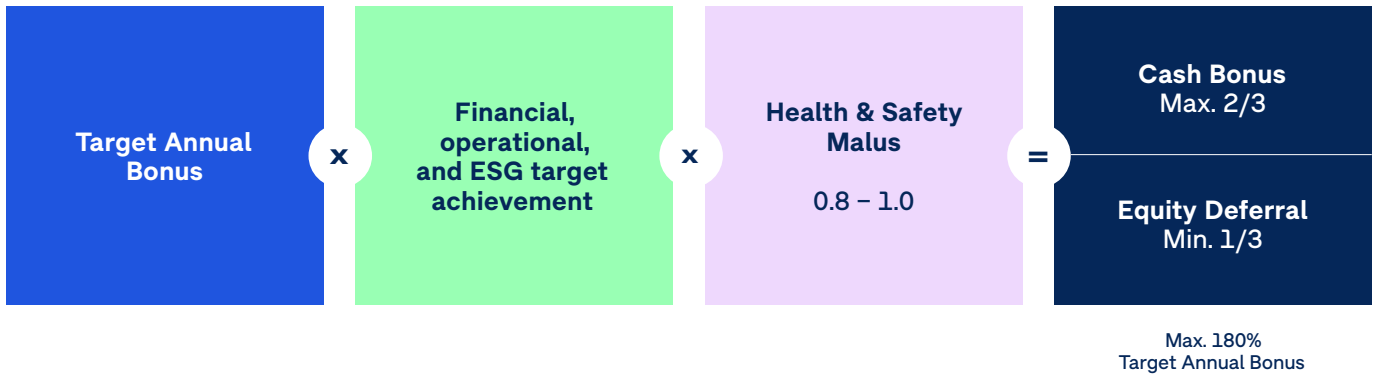 Target Annual
Bonus
x
Financial,
operational,
and ESG target
achievement
x
Health & Safety
Malus
0.8 – 1.0
=
Cash Bonus
Max. 2/3
Equity Deferral
Min. 1/3
Max. 180%
Target Annual Bonus